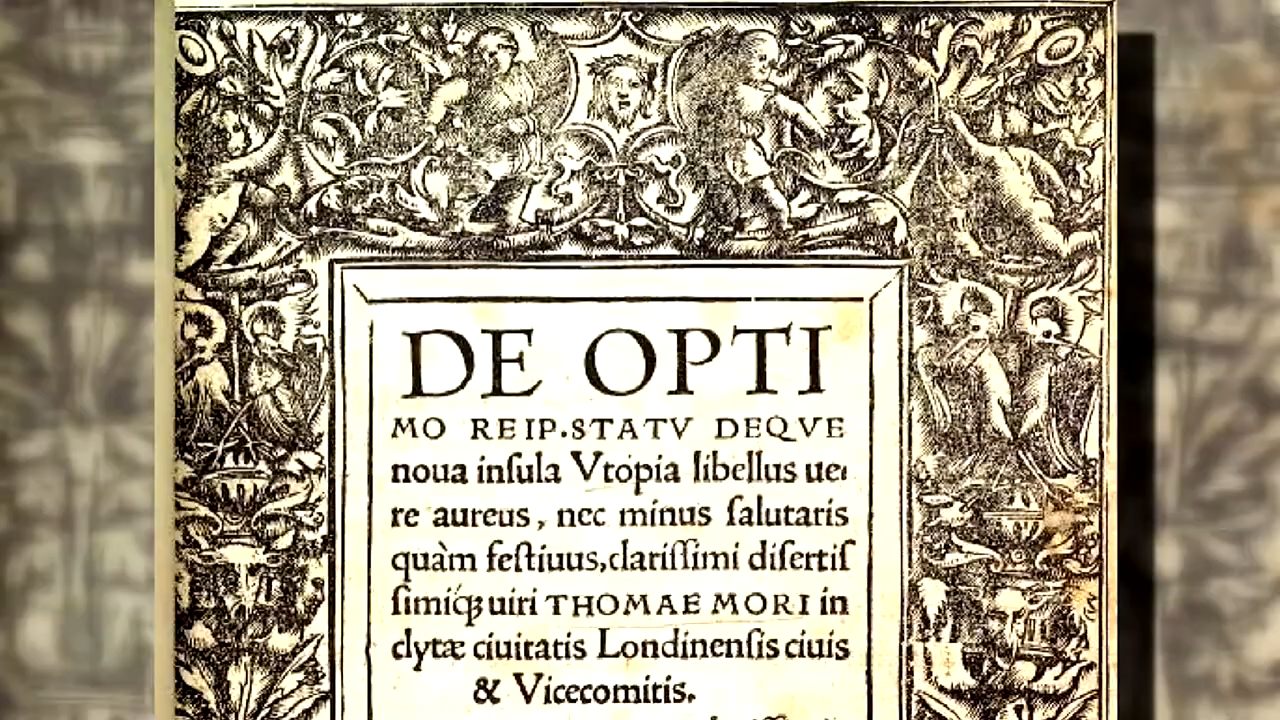 DE OPTI
MO REIP.STATV DEQVE
noua inſula Vtopia libellus ue
re aureus, nec minus ſalutaris
quàm feſtiuus,clariſſimi diſertiſ
ſimiq́ꝫ uiri THOMAE MORI in
clytæ ciuitatis Londinenſis ciuis
& Vicecomitis.